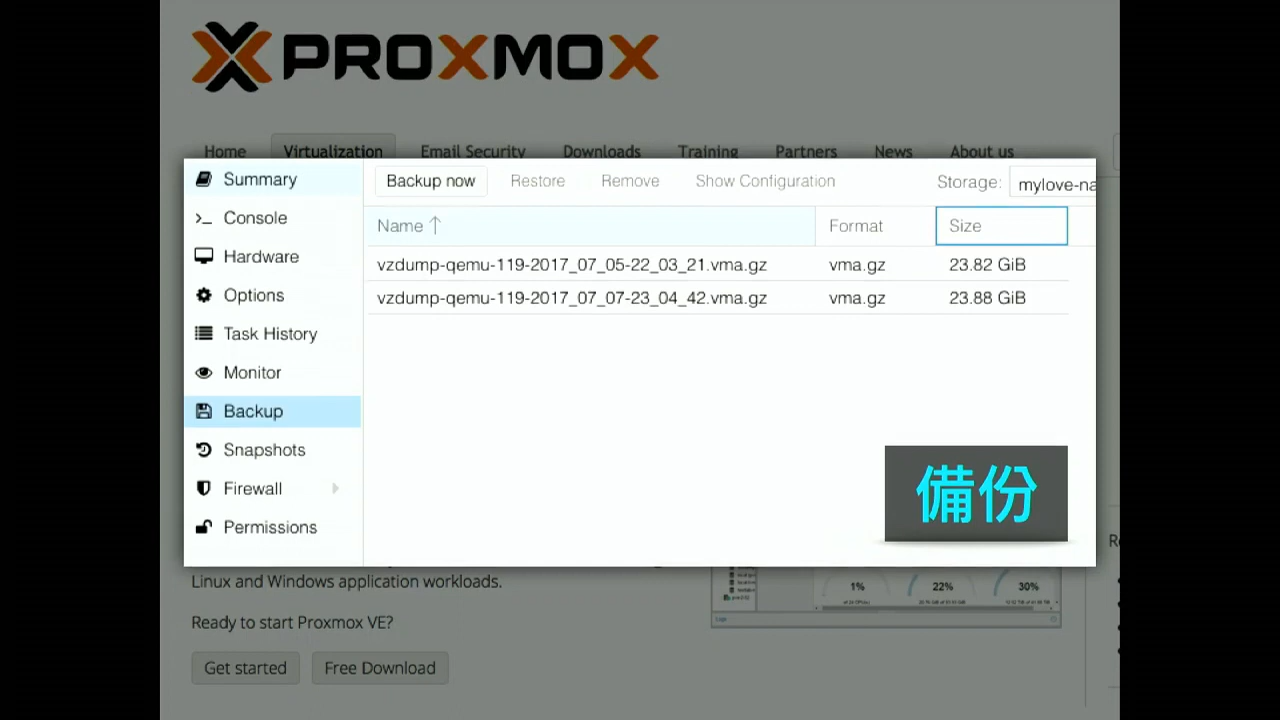 PROXMOX
Home Virtualization Email Security Downloads Training Partners News About us
Summary
Console
Hardware
Options
Task History
Monitor
Backup
Snapshots
Firewall
Permissions
Backup now Restore Remove Show Configuration Storage: mylove-na
Name ↑ Format Size
vzdump-qemu-119-2017_07_05-22_03_21.vma.gz vma.gz 23.82 GiB
vzdump-qemu-119-2017_07_07-23_04_42.vma.gz vma.gz 23.88 GiB
備份
Linux and Windows application workloads.
Ready to start Proxmox VE?
Get started Free Download
1% 22% 30%
Logs